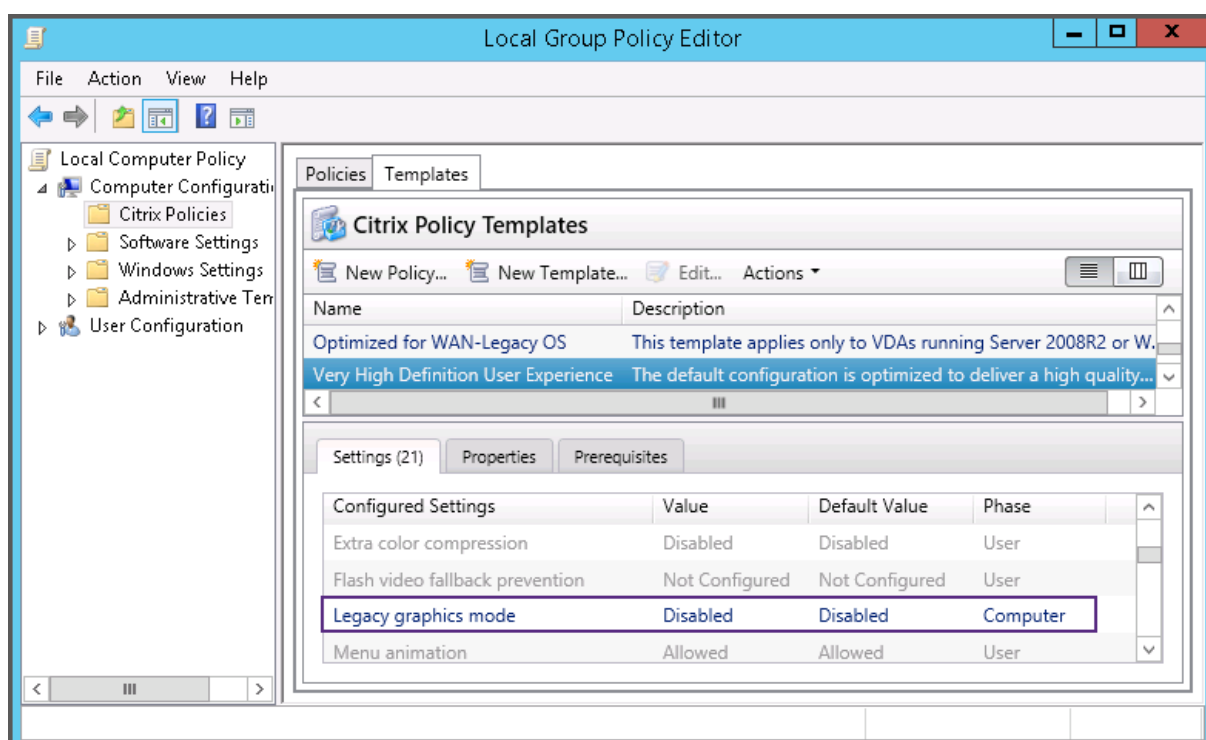 Local Group Policy Editor
File Action View Help
Local Computer Policy
Computer Configurati
Citrix Policies
Software Settings
Windows Settings
Administrative Tem
User Configuration
Policies Templates
Citrix Policy Templates
New Policy... New Template... Edit... Actions
Name Description
Optimized for WAN-Legacy OS This template applies only to VDAs running Server 2008R2 or W.
Very High Definition User Experience The default configuration is optimized to deliver a high quality...
Settings (21) Properties Prerequisites
Configured Settings Value Default Value Phase
Extra color compression Disabled Disabled User
Flash video fallback prevention Not Configured Not Configured User
Legacy graphics mode Disabled Disabled Computer
Menu animation Allowed Allowed User